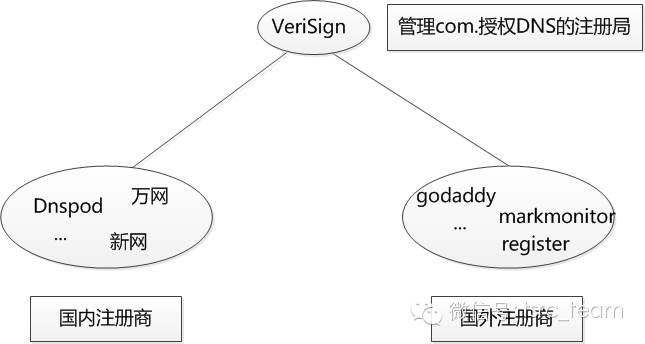 VeriSign
管理com.授权DNS的注册局
Dnspod
万网
...
新网
godaddy
...
markmonitor
register
国内注册商
国外注册商
微信号: tsrc_team